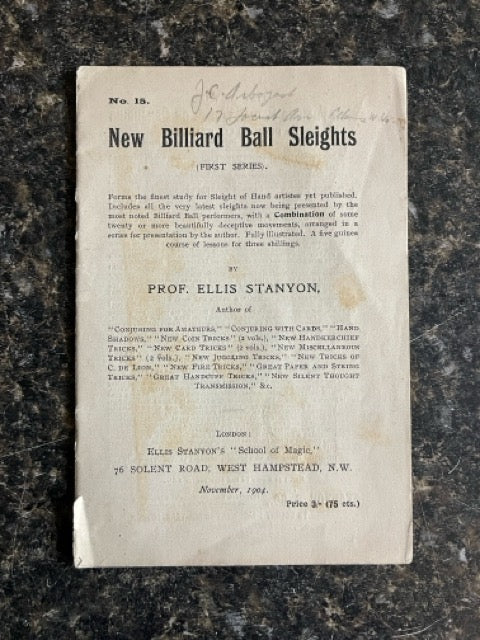 No. 15.
J. C.
17
New Billiard Ball Sleights
(FIRST SERIES).
Forms the finest study for Sleight of Hand artistes yet published.
Includes all the very latest sleights now being presented by the
most noted Billiard Ball performers, with a Combination of some
twenty or more beautifully deceptive movements, arranged in a
series for presentation by the author. Fully illustrated. A five guinea
course of lessons for three shillings.
BY
PROF. ELLIS STANYON,
Author of
"CONJURING FOR AMATEURS," "CONJURING WITH CARDS," "HAND
SHADOWS," "NEW COIN TRICKS" (2 vols.), "NEW HANDKERCHIEF
TRICKS," "NEW CARD TRICKS" (2 vols.), "NEW MISCELLANEOUS
TRICKS" (2 vols.), "NEW JUGGLING TRICKS," "NEW TRICKS OF
C. DE LION," "NEW FIRE TRICKS," "GREAT PAPER AND STRING
TRICKS," "GREAT HANDCUFF TRICKS," "NEW SILENT THOUGHT
TRANSMISSION," &c.
LONDON:
ELLIS STANYON'S "School of Magic,"
76 SOLENT ROAD, WEST HAMPSTEAD, N.W.
November, 1904.
Price 3/- (75 cts.)